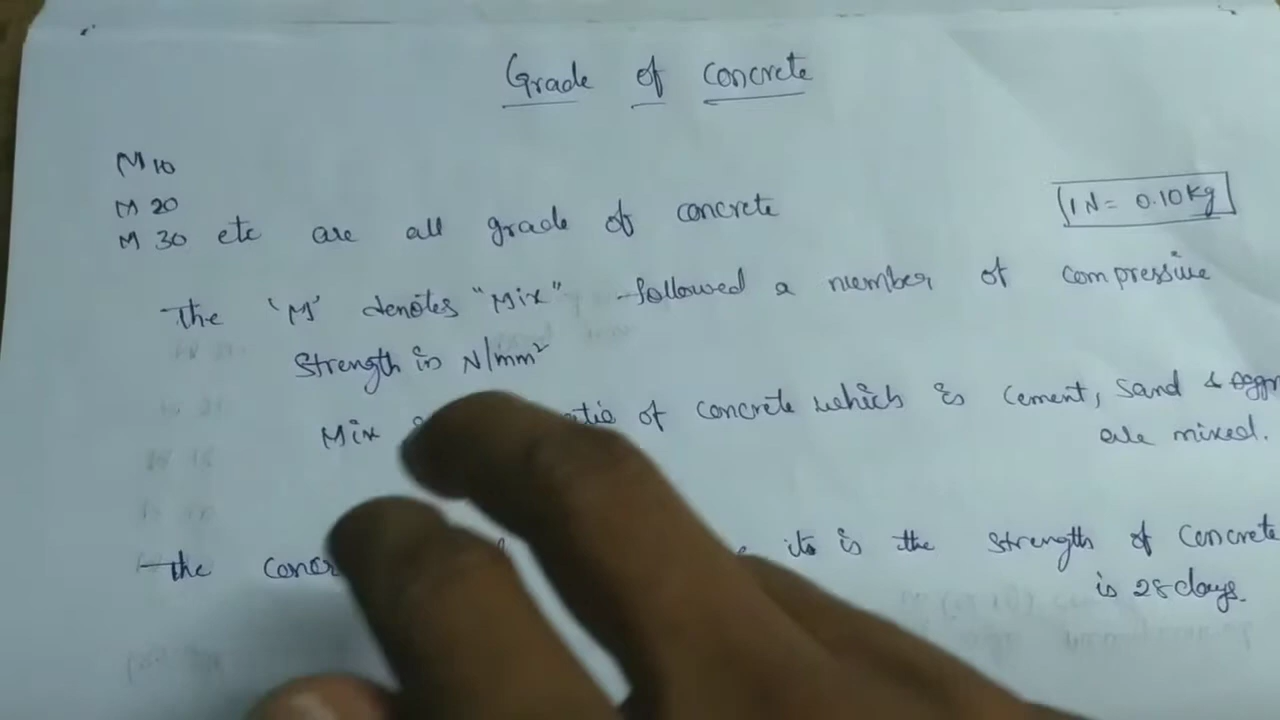 Grade of concrete
M10
M 20
M 30 etc are all grade of concrete
1N = 0.10kg
The 'M' denotes "Mix" followed a number of compressive
Strength in N/mm²
Mix of concrete which is cement, sand &
are mixed.
The its is the strength of concrete
is 28 days.